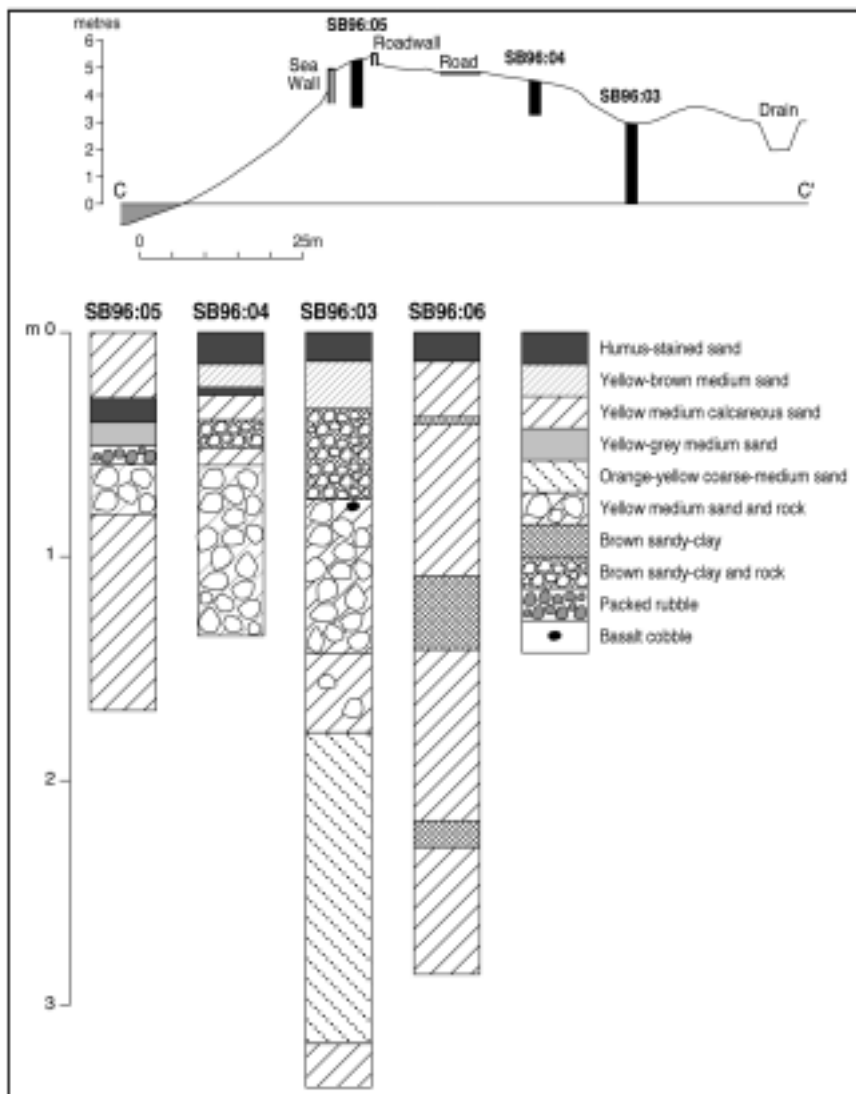 metres
SB96:05
Roadwall
Sea Wall
Road
SB96:04
SB96:03
Drain
6
5
4
3
2
1
0
C
C'
0
25m
SB96:05
SB96:04
SB96:03
SB96:06
m 0
1
2
3
Humus-stained sand
Yellow-brown medium sand
Yellow medium calcareous sand
Yellow-grey medium sand
Orange-yellow coarse-medium sand
Yellow medium sand and rock
Brown sandy-clay
Brown sandy-clay and rock
Packed rubble
Basalt cobble